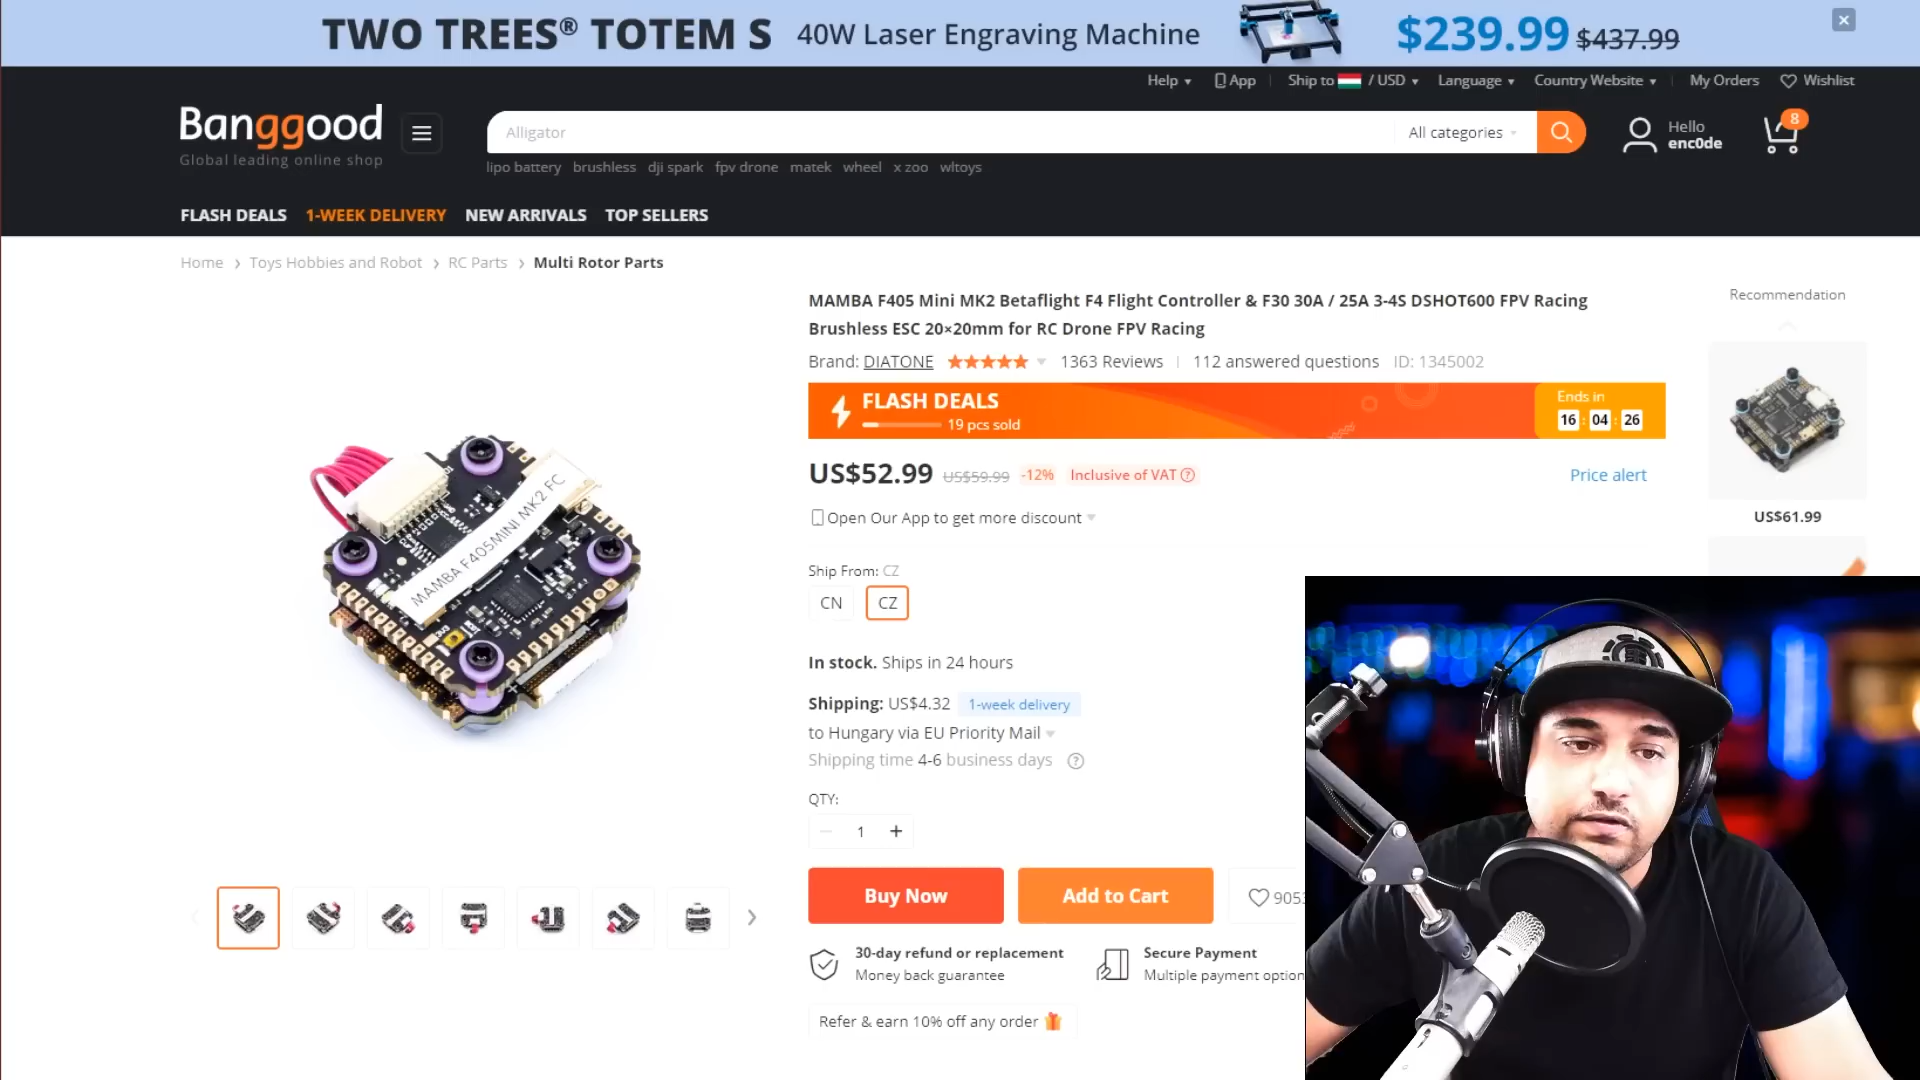 TWO TREES® TOTEM S 40W Laser Engraving Machine $239.99 $437.99
Help App Ship to / USD Language Country Website My Orders Wishlist
Banggood
Global leading online shop
Alligator All categories
Hello
enc0de
8
lipo battery brushless dji spark fpv drone matek wheel x zoo wltoys
FLASH DEALS 1-WEEK DELIVERY NEW ARRIVALS TOP SELLERS
Home > Toys Hobbies and Robot > RC Parts > Multi Rotor Parts
MAMBA F405 Mini MK2 Betaflight F4 Flight Controller & F30 30A / 25A 3-4S DSHOT600 FPV Racing
Brushless ESC 20×20mm for RC Drone FPV Racing
Brand: DIATONE 1363 Reviews 112 answered questions ID: 1345002
FLASH DEALS
19 pcs sold
Ends in
16 : 04 : 26
US$52.99 US$59.99 -12% Inclusive of VAT ? Price alert
Open Our App to get more discount
Ship From: CZ
CN CZ
In stock. Ships in 24 hours
Shipping: US$4.32 1-week delivery
to Hungary via EU Priority Mail
Shipping time 4-6 business days ?
QTY:
− 1 +
Buy Now Add to Cart 9053
30-day refund or replacement
Money back guarantee
Secure Payment
Multiple payment option
Refer & earn 10% off any order
Recommendation
US$61.99
MAMBA F405MINI MK2 FC
3V3 BOOT